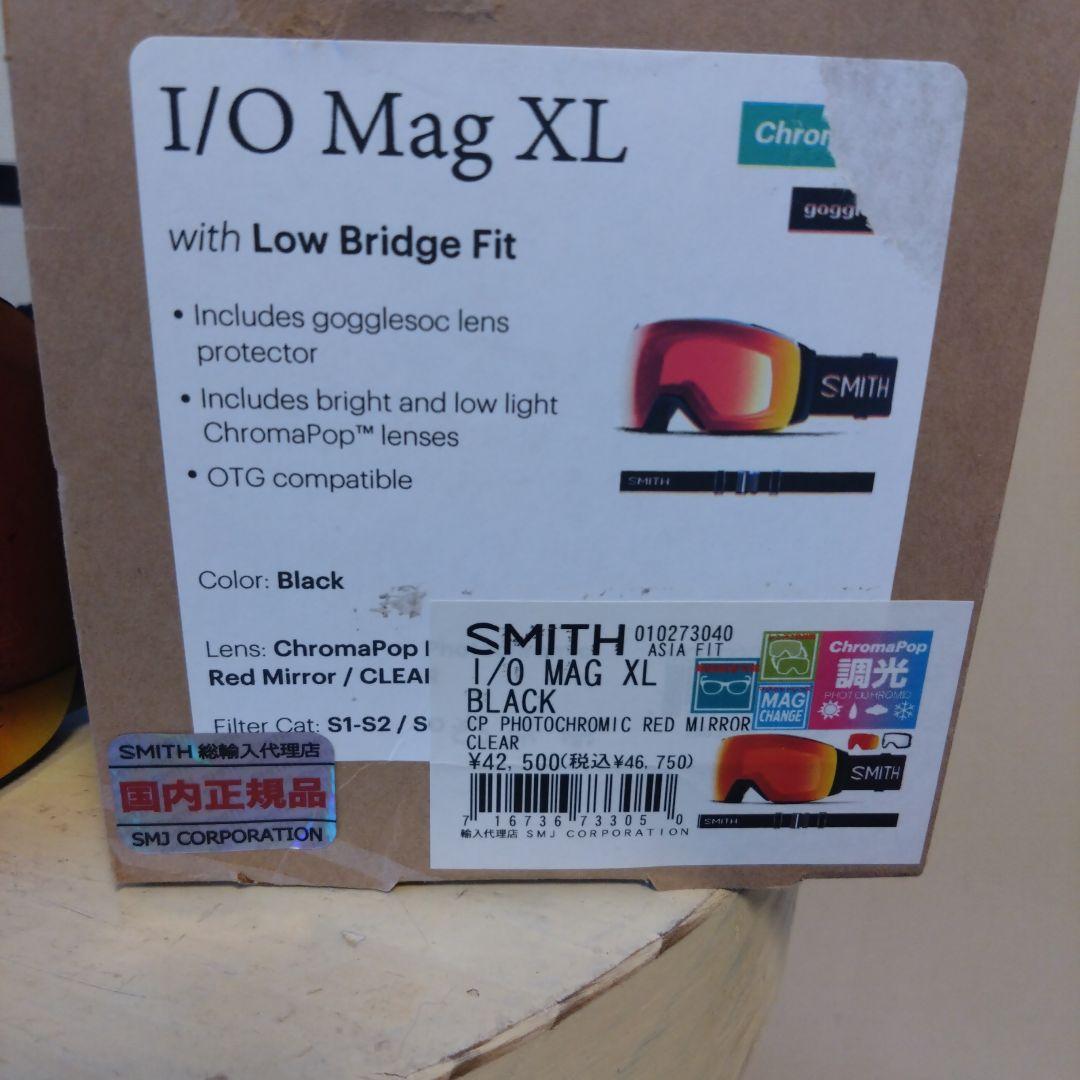 I/O Mag XL
with Low Bridge Fit
• Includes gogglesoc lens
protector
• Includes bright and low light
ChromaPop™ lenses
• OTG compatible
SMITH
SMITH
Color: Black
Lens: ChromaPop
Red Mirror / CLEAR
Filter Cat: S1-S2 /
SMITH 総輸入代理店
国内正規品
SMJ CORPORATION
SMITH 010273040
ASIA FIT
I/O MAG XL
BLACK
CP PHOTOCHROMIC RED MIRROR
CLEAR
¥42,500(税込¥46,750)
7 16736 73305 0
輸入代理店 SMJ CORPORATION
MAG
CHANGE
ChromaPop
調光
PHOTOCHROMIC
SMITH
SMITH